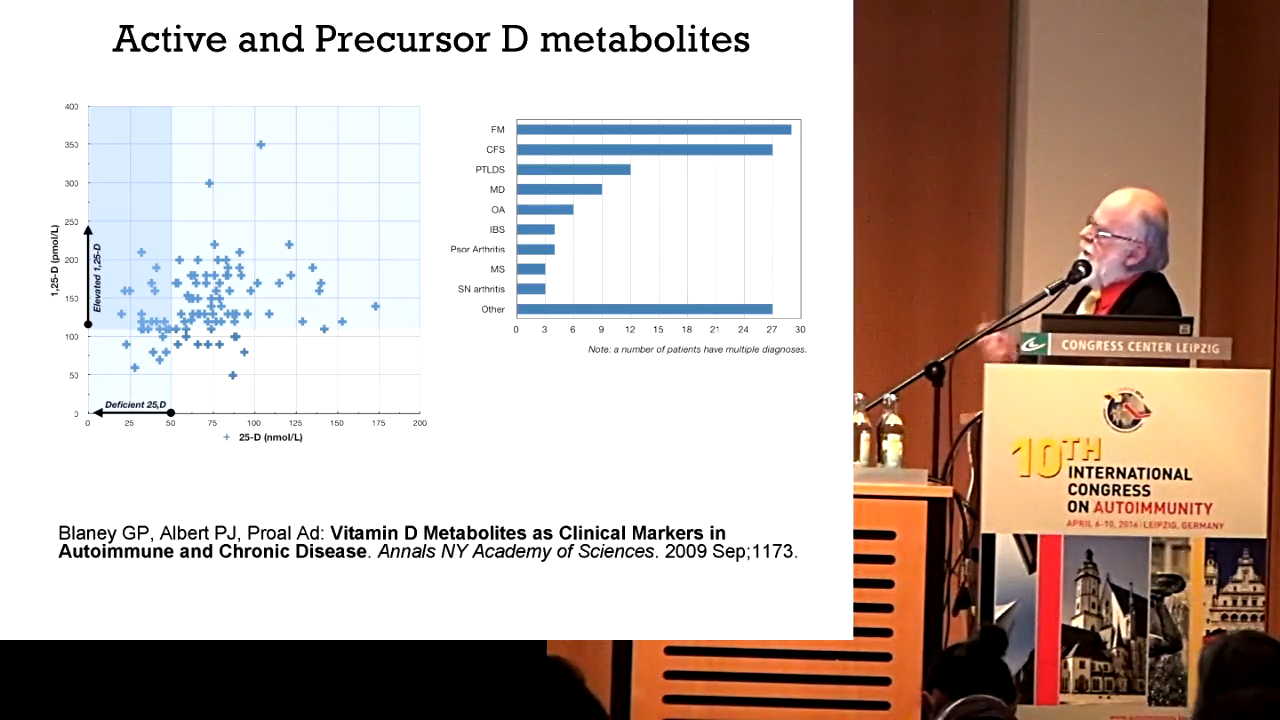 Active and Precursor D metabolites
400
350
300
250
200
150
100
50
1,25-D (pmol/L)
Elevated 1,25-D
Deficient 25,D
0 25 50 75 100 125 150 175 200
+ 25-D (nmol/L)
FM
CFS
PTLDS
MD
OA
IBS
Psor Arthritis
MS
SN arthritis
Other
0 3 6 9 12 15 18 21 24 27 30
Note: a number of patients have multiple diagnoses.
Blaney GP, Albert PJ, Proal Ad: Vitamin D Metabolites as Clinical Markers in
Autoimmune and Chronic Disease. Annals NY Academy of Sciences. 2009 Sep;1173.
CONGRESS CENTER LEIPZIG
10TH
INTERNATIONAL
CONGRESS
ON AUTOIMMUNITY
APRIL 6-10, 2016 | LEIPZIG, GERMANY